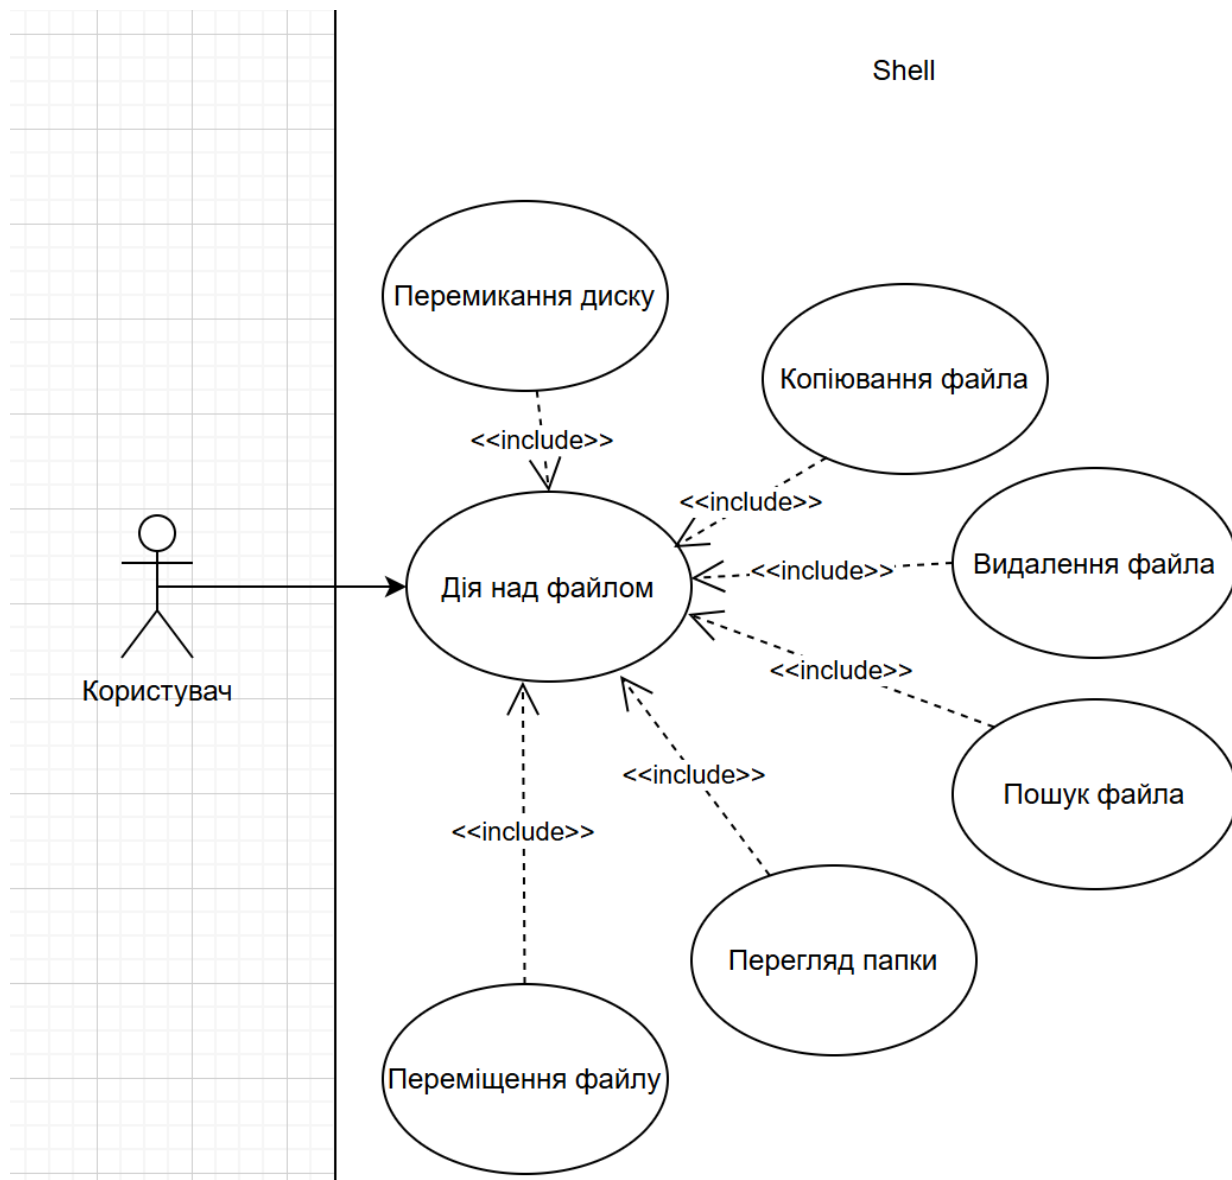 Shell
Перемикання диску
Копіювання файла
<<include>>
<<include>>
Видалення файла
<<include>>
Дія над файлом
<<include>>
Користувач
<<include>>
Пошук файла
<<include>>
Перегляд папки
Переміщення файлу